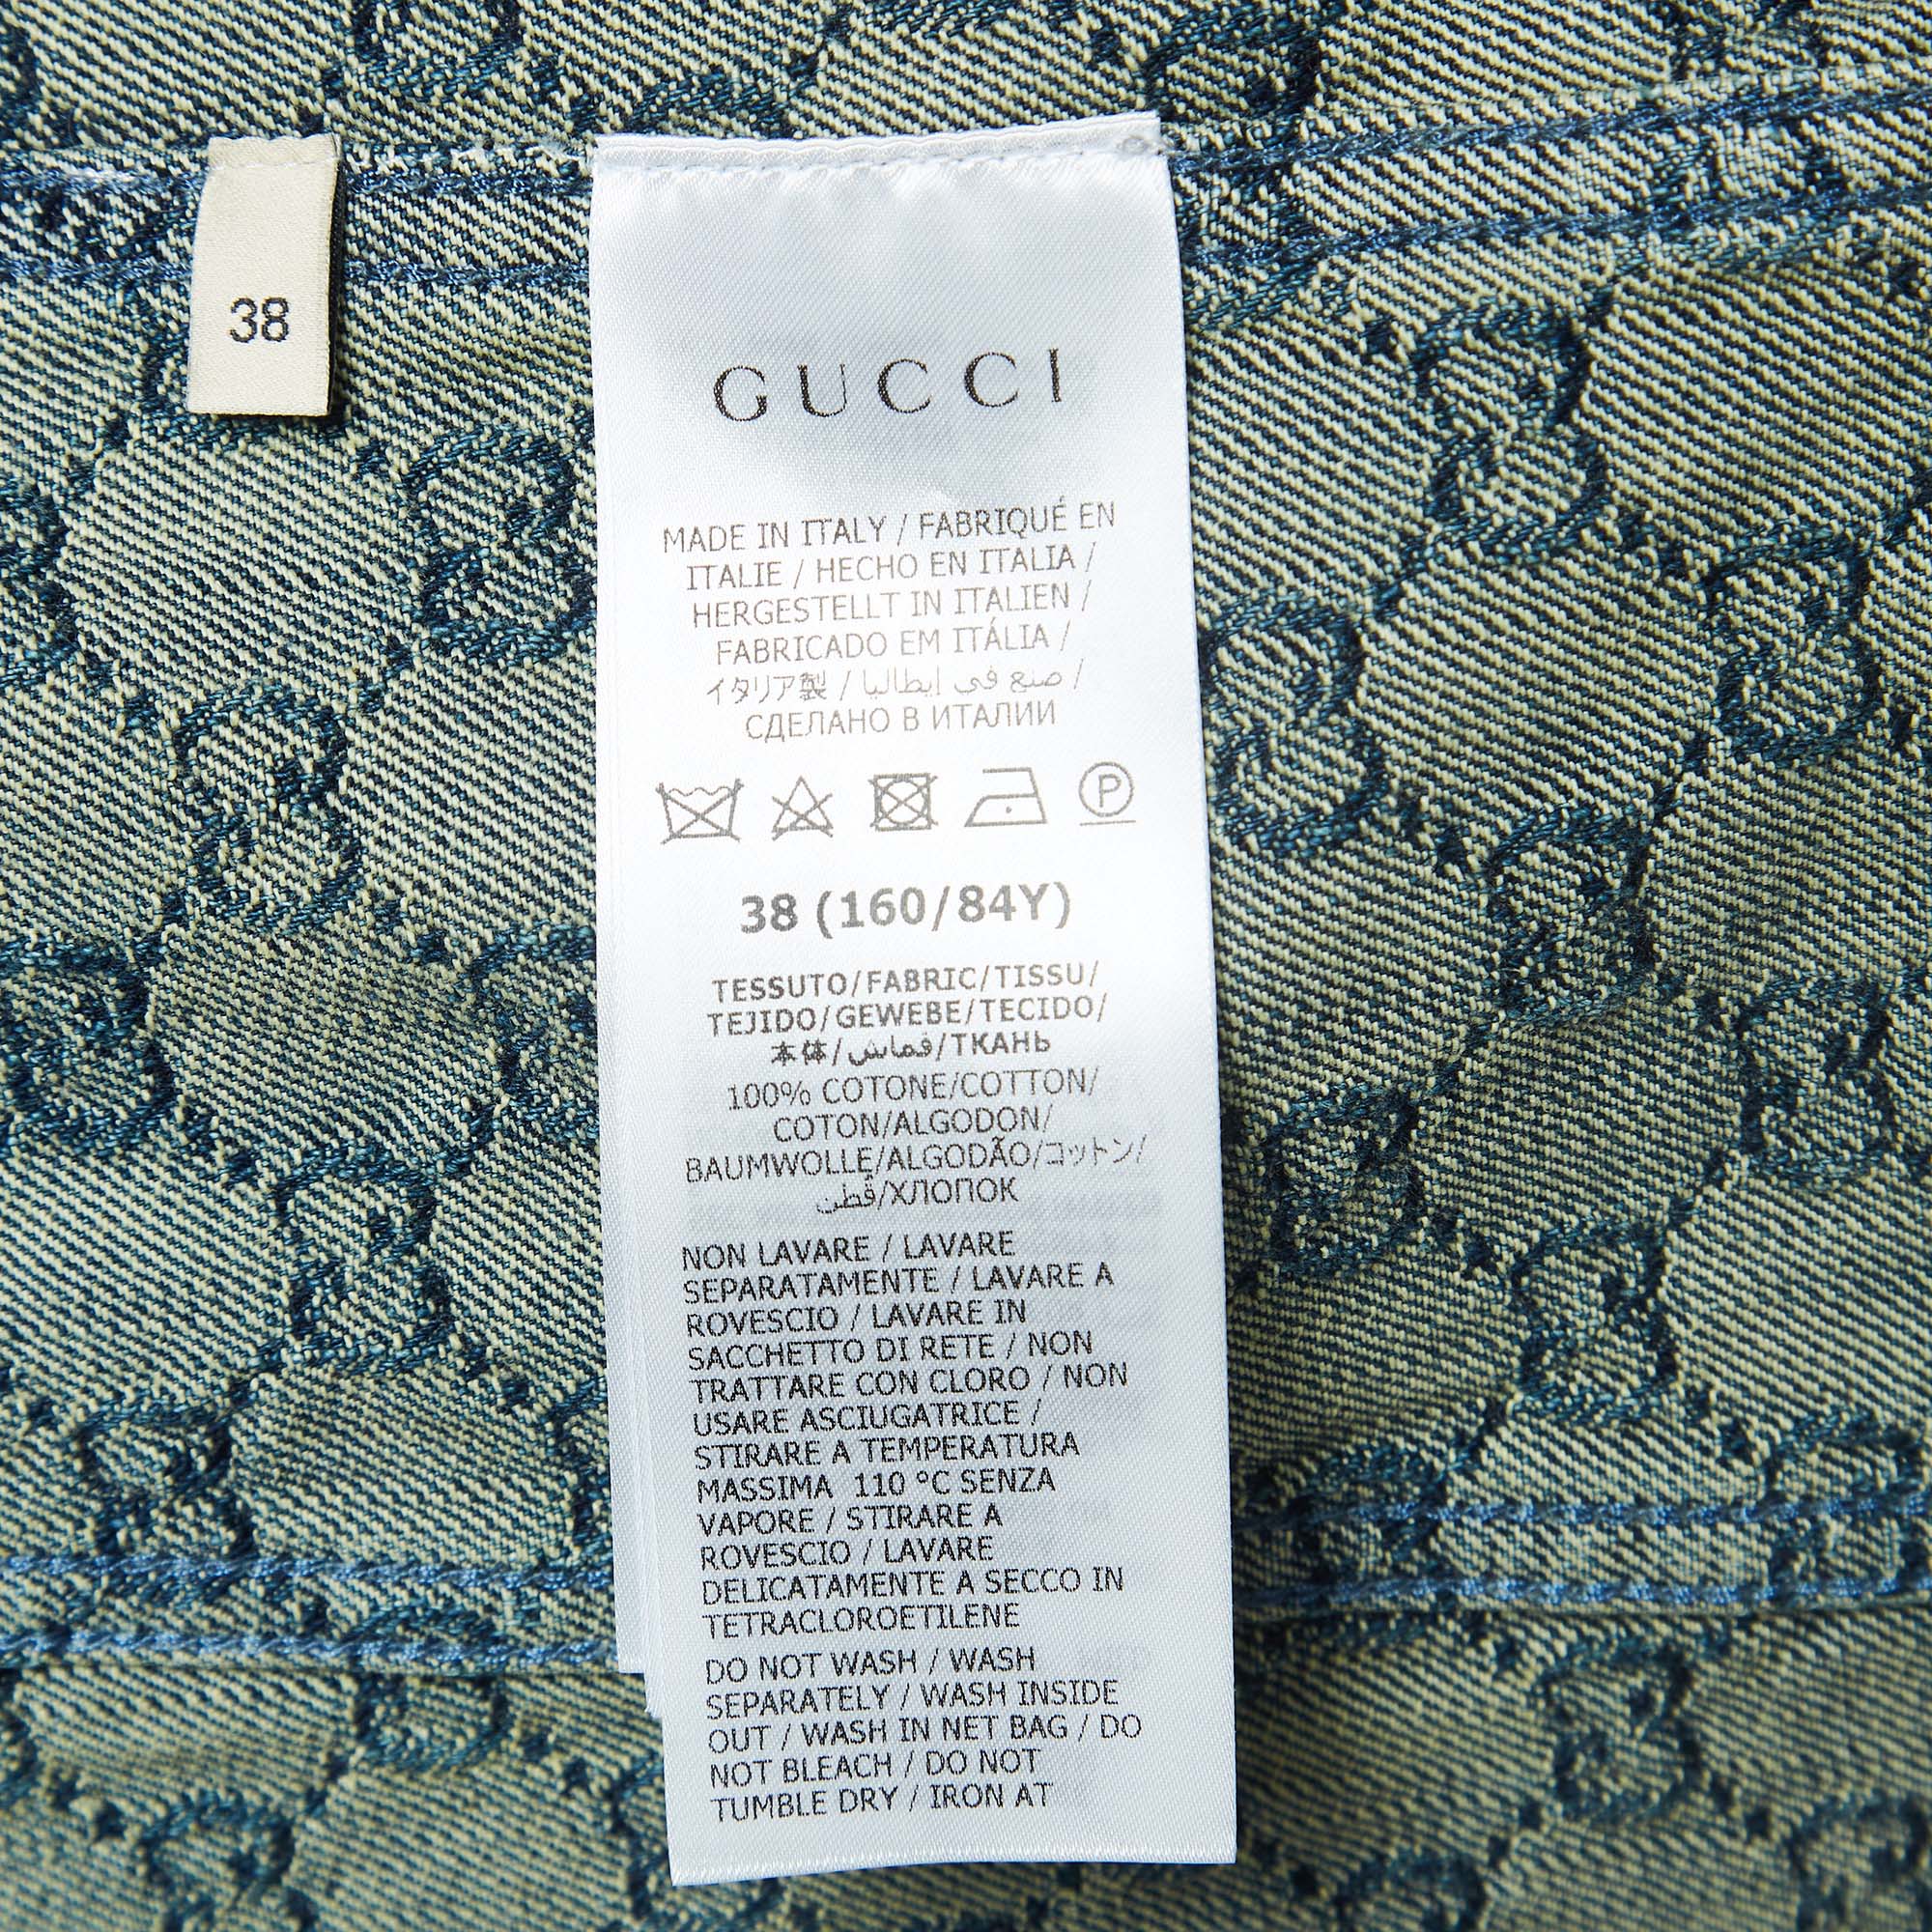 38
GUCCI
MADE IN ITALY / FABRIQUÉ EN
ITALIE / HECHO EN ITALIA /
HERGESTELLT IN ITALIEN /
FABRICADO EM ITÁLIA /
イタリア製 / صنع في إيطاليا /
СДЕЛАНО В ИТАЛИИ
P
38 (160/84Y)
TESSUTO/FABRIC/TISSU/
TEJIDO/GEWEBE/TECIDO/
本体/قماش/ТКАНЬ
100% COTONE/COTTON/
COTON/ALGODON/
BAUMWOLLE/ALGODÃO/コットン/
قُطن/ХЛОПОК
NON LAVARE / LAVARE
SEPARATAMENTE / LAVARE A
ROVESCIO / LAVARE IN
SACCHETTO DI RETE / NON
TRATTARE CON CLORO / NON
USARE ASCIUGATRICE /
STIRARE A TEMPERATURA
MASSIMA 110 °C SENZA
VAPORE / STIRARE A
ROVESCIO / LAVARE
DELICATAMENTE A SECCO IN
TETRACLOROETILENE
DO NOT WASH / WASH
SEPARATELY / WASH INSIDE
OUT / WASH IN NET BAG / DO
NOT BLEACH / DO NOT
TUMBLE DRY / IRON AT